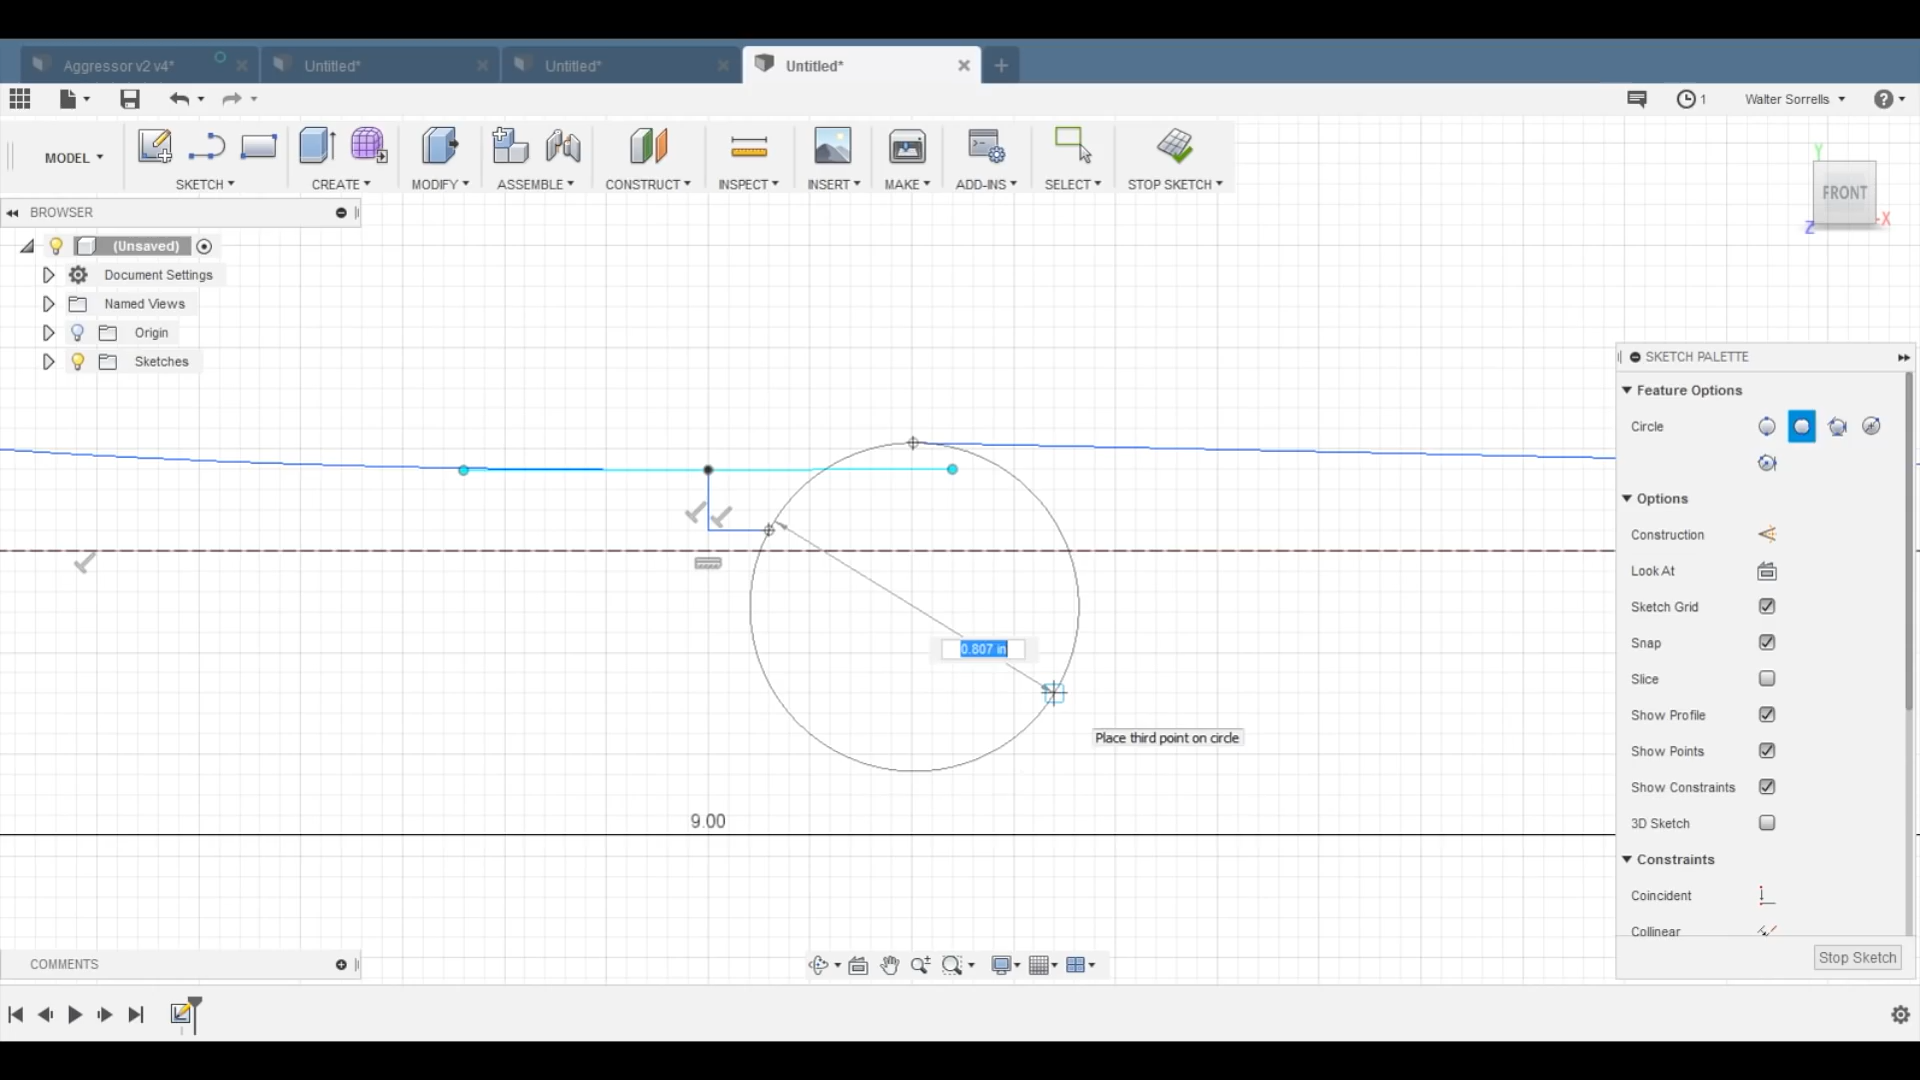 Aggressor v2 v4*
Untitled*
Untitled*
Untitled*
1
Walter Sorrells
MODEL
SKETCH
CREATE
MODIFY
ASSEMBLE
CONSTRUCT
INSPECT
INSERT
MAKE
ADD-INS
SELECT
STOP SKETCH
Y
FRONT
X
Z
BROWSER
(Unsaved)
Document Settings
Named Views
Origin
Sketches
SKETCH PALETTE
Feature Options
Circle
Options
Construction
Look At
Sketch Grid
Snap
Slice
Show Profile
Show Points
Show Constraints
3D Sketch
Constraints
Coincident
Collinear
Stop Sketch
0.807 in
Place third point on circle
9.00
COMMENTS